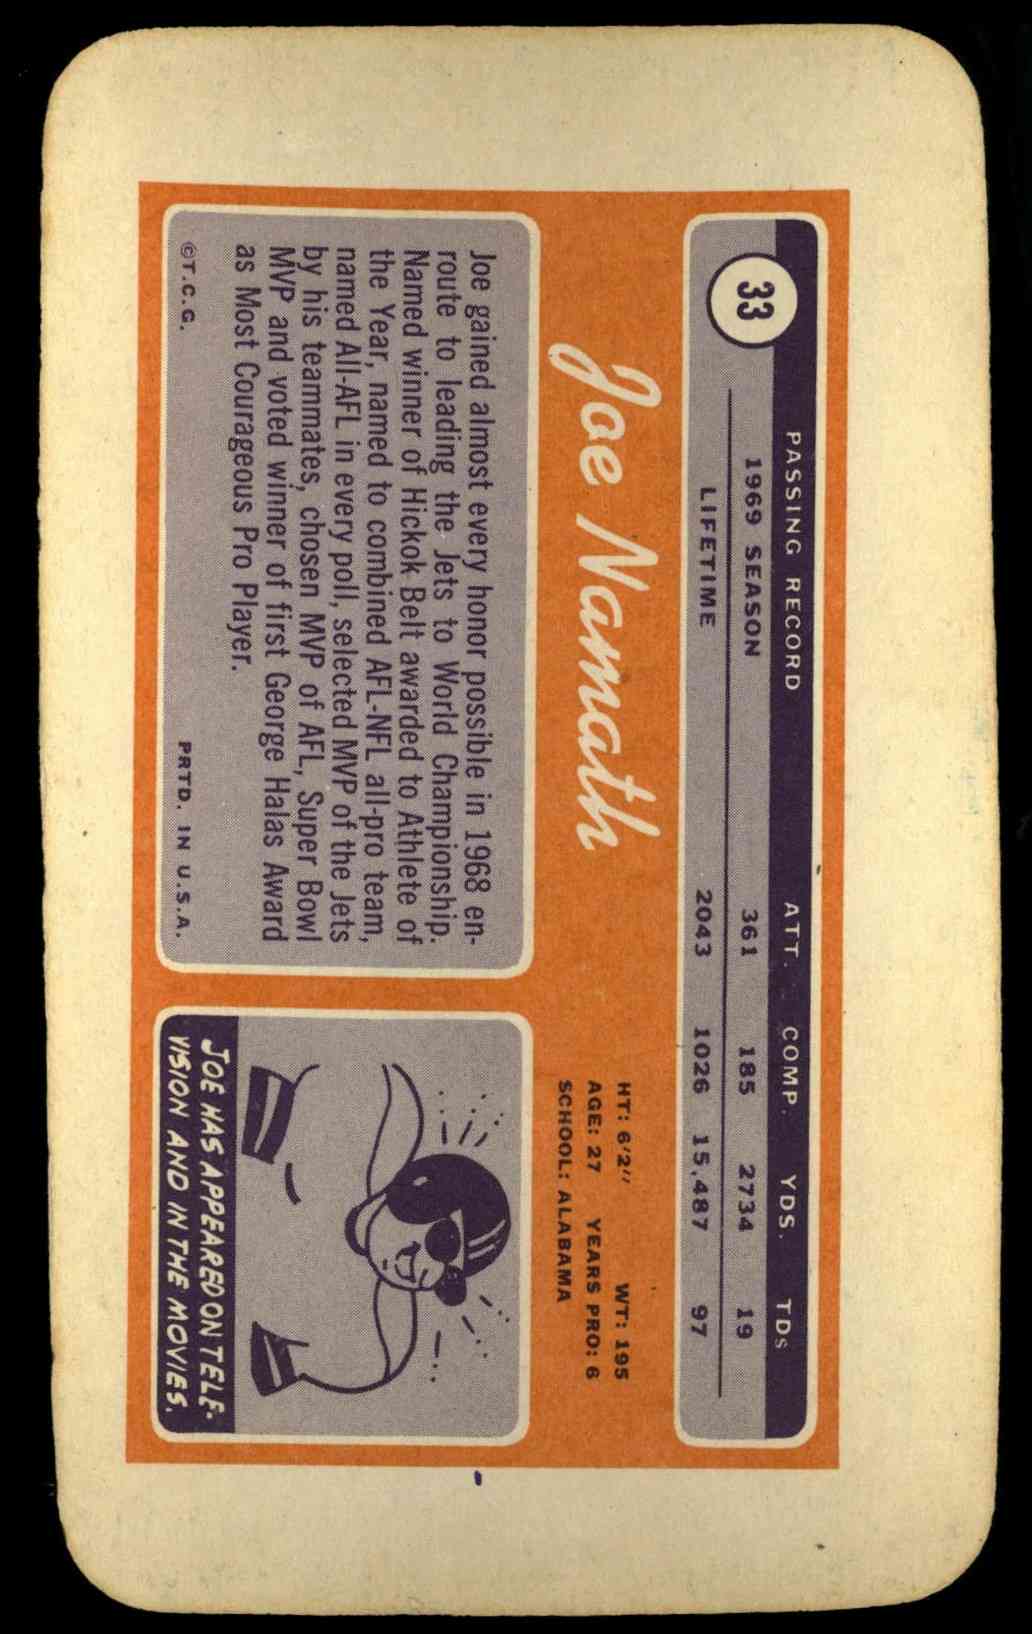 33
PASSING RECORD ATT. COMP. YDS. TDS
1969 SEASON 361 185 2734 19
LIFETIME 2043 1026 15,487 97
Joe Namath
HT: 6'2" WT: 195
AGE: 27 YEARS PRO: 6
SCHOOL: ALABAMA
Joe gained almost every honor possible in 1968 en-
route to leading the Jets to World Championship.
Named winner of Hickok Belt awarded to Athlete of
the Year, named to combined AFL-NFL all-pro team,
named All-AFL in every poll, selected MVP of the Jets
by his teammates, chosen MVP of AFL, Super Bowl
MVP and voted winner of first George Halas Award
as Most Courageous Pro Player.
©T.C.G. PRTD. IN U.S.A.
JOE HAS APPEARED ON TELE-
VISION AND IN THE MOVIES.